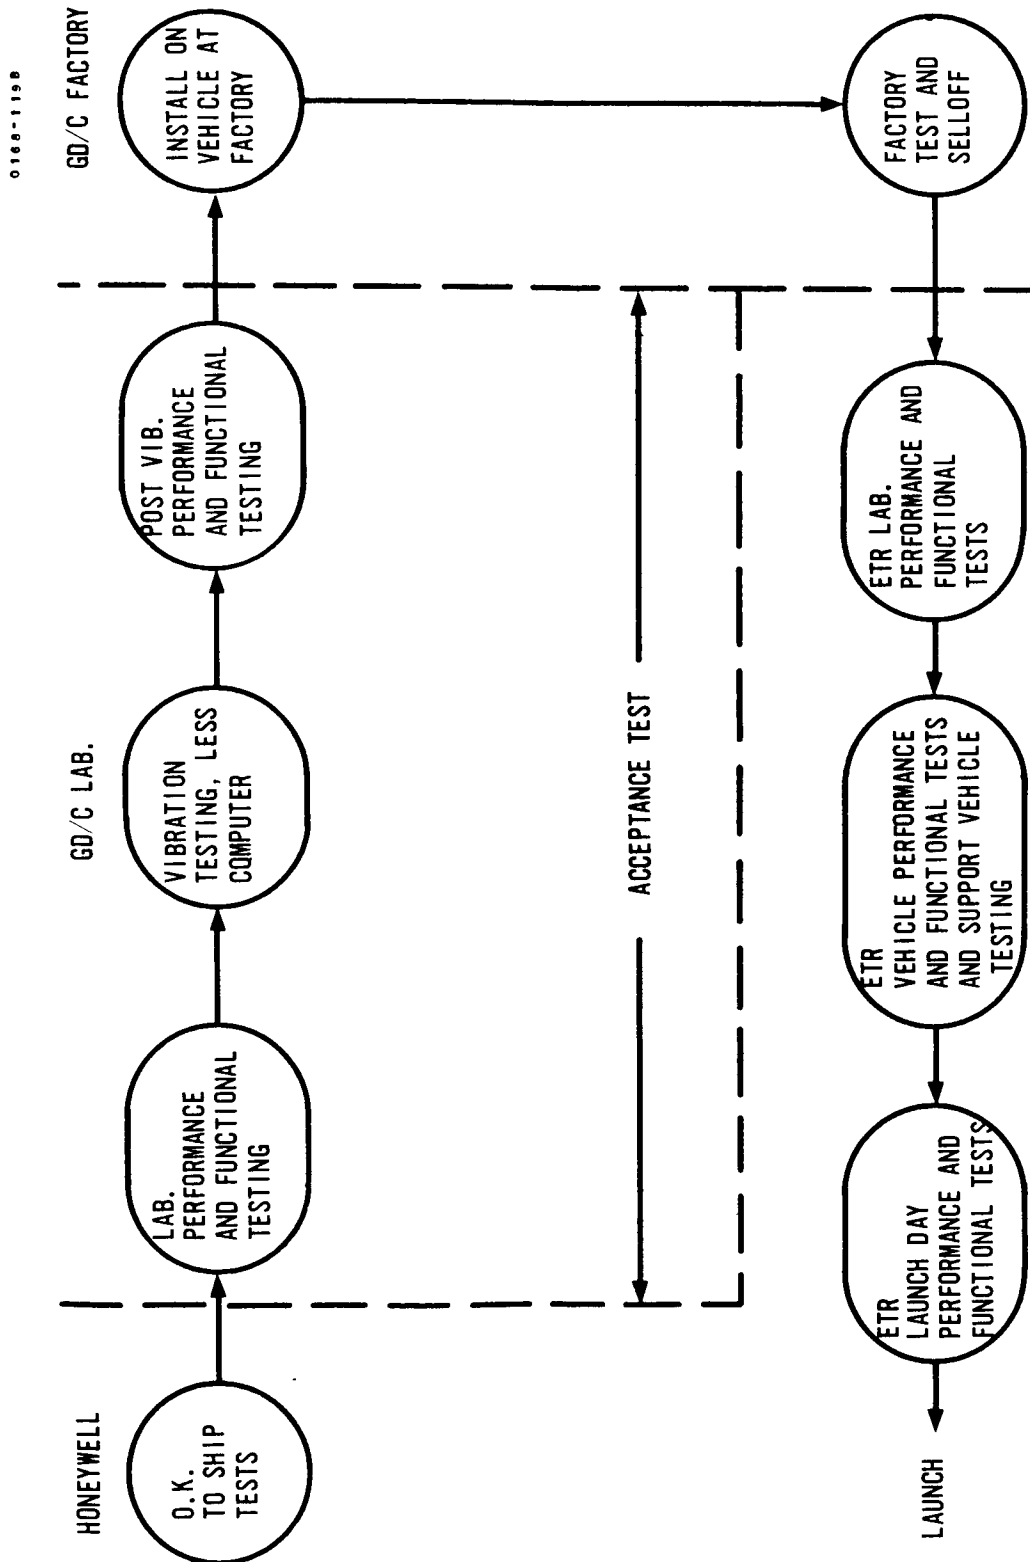 0168-119B
HONEYWELL
GD/C LAB.
GD/C FACTORY
O.K.
TO SHIP
TESTS
LAB.
PERFORMANCE
AND FUNCTIONAL
TESTING
VIBRATION
TESTING, LESS
COMPUTER
POST VIB.
PERFORMANCE
AND FUNCTIONAL
TESTING
INSTALL ON
VEHICLE AT
FACTORY
ACCEPTANCE TEST
FACTORY
TEST AND
SELLOFF
ETR LAB.
PERFORMANCE AND
FUNCTIONAL
TESTS
ETR
VEHICLE PERFORMANCE
AND FUNCTIONAL TESTS
AND SUPPORT VEHICLE
TESTING
ETR
LAUNCH DAY
PERFORMANCE AND
FUNCTIONAL TESTS
LAUNCH